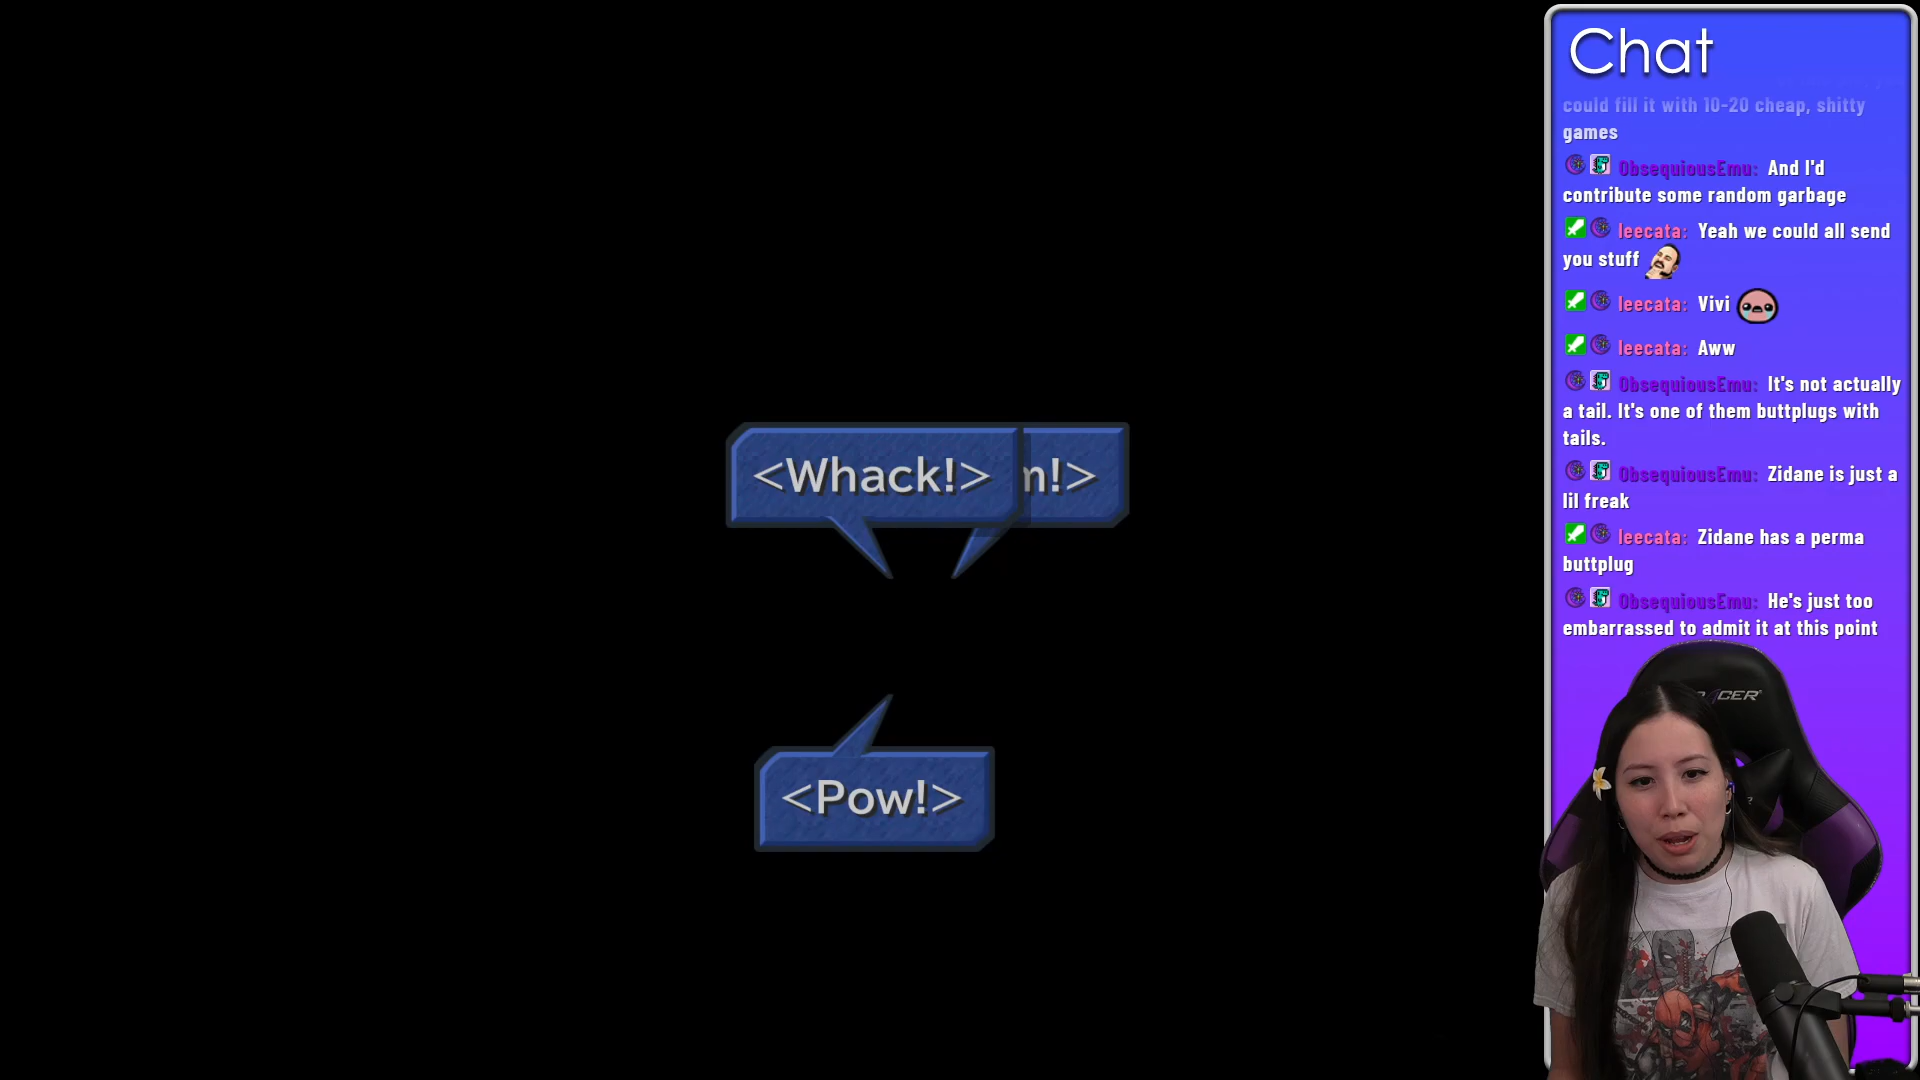 Chat
could fill it with 10-20 cheap, shitty
games
ObsequiousEmu: And I'd
contribute some random garbage
leecata: Yeah we could all send
you stuff
leecata: Vivi
leecata: Aww
ObsequiousEmu: It's not actually
a tail. It's one of them buttplugs with
tails.
ObsequiousEmu: Zidane is just a
lil freak
leecata: Zidane has a perma
buttplug
ObsequiousEmu: He's just too
embarrassed to admit it at this point
<Whack!>
m!>
<Pow!>